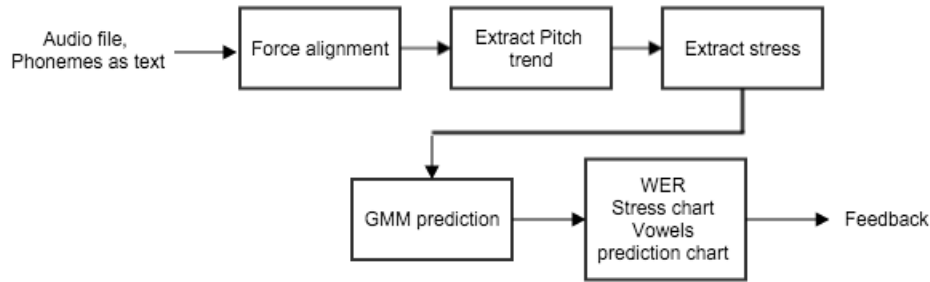 Audio file,
Phonemes as text
Force alignment
Extract Pitch
trend
Extract stress
GMM prediction
WER
Stress chart
Vowels
prediction chart
Feedback